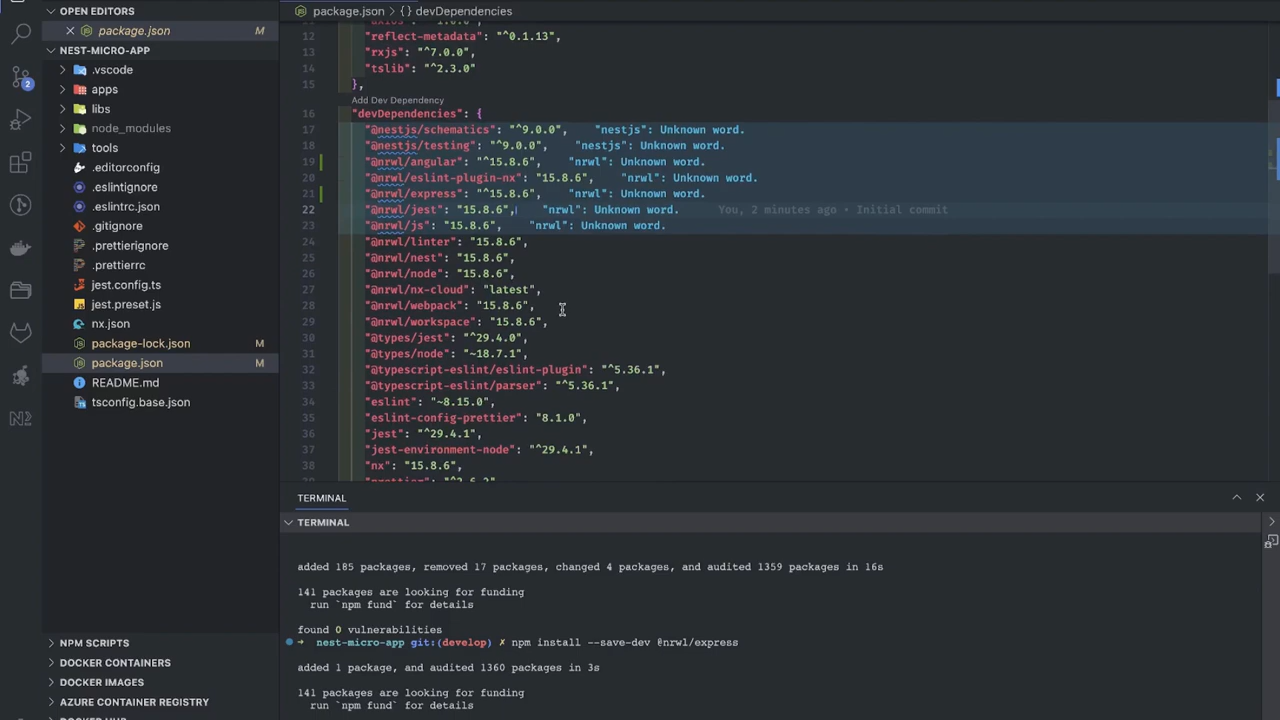 OPEN EDITORS
package.json M
NEST-MICRO-APP
.vscode
apps
libs
node_modules
tools
.editorconfig
.eslintignore
.eslintrc.json
.gitignore
.prettierignore
.prettierrc
jest.config.ts
jest.preset.js
nx.json
package-lock.json M
package.json M
README.md
tsconfig.base.json
NPM SCRIPTS
DOCKER CONTAINERS
DOCKER IMAGES
AZURE CONTAINER REGISTRY
DOCKER HUB
2
package.json > {} devDependencies
12 "reflect-metadata": "^0.1.13",
13 "rxjs": "^7.0.0",
14 "tslib": "^2.3.0"
15 },
Add Dev Dependency
16 "devDependencies": {
17 "@nestjs/schematics": "^9.0.0", "nestjs": Unknown word.
18 "@nestjs/testing": "^9.0.0", "nestjs": Unknown word.
19 "@nrwl/angular": "^15.8.6", "nrwl": Unknown word.
20 "@nrwl/eslint-plugin-nx": "15.8.6", "nrwl": Unknown word.
21 "@nrwl/express": "^15.8.6", "nrwl": Unknown word.
22 "@nrwl/jest": "15.8.6", "nrwl": Unknown word. You, 2 minutes ago • Initial commit
23 "@nrwl/js": "15.8.6", "nrwl": Unknown word.
24 "@nrwl/linter": "15.8.6",
25 "@nrwl/nest": "15.8.6",
26 "@nrwl/node": "15.8.6",
27 "@nrwl/nx-cloud": "latest",
28 "@nrwl/webpack": "15.8.6",
29 "@nrwl/workspace": "15.8.6",
30 "@types/jest": "^29.4.0",
31 "@types/node": "~18.7.1",
32 "@typescript-eslint/eslint-plugin": "^5.36.1",
33 "@typescript-eslint/parser": "^5.36.1",
34 "eslint": "~8.15.0",
35 "eslint-config-prettier": "8.1.0",
36 "jest": "^29.4.1",
37 "jest-environment-node": "^29.4.1",
38 "nx": "15.8.6",
TERMINAL
TERMINAL
added 185 packages, removed 17 packages, changed 4 packages, and audited 1359 packages in 16s
141 packages are looking for funding
run `npm fund` for details
found 0 vulnerabilities
➜ nest-micro-app git:(develop) ✗ npm install --save-dev @nrwl/express
added 1 package, and audited 1360 packages in 3s
141 packages are looking for funding
run `npm fund` for details